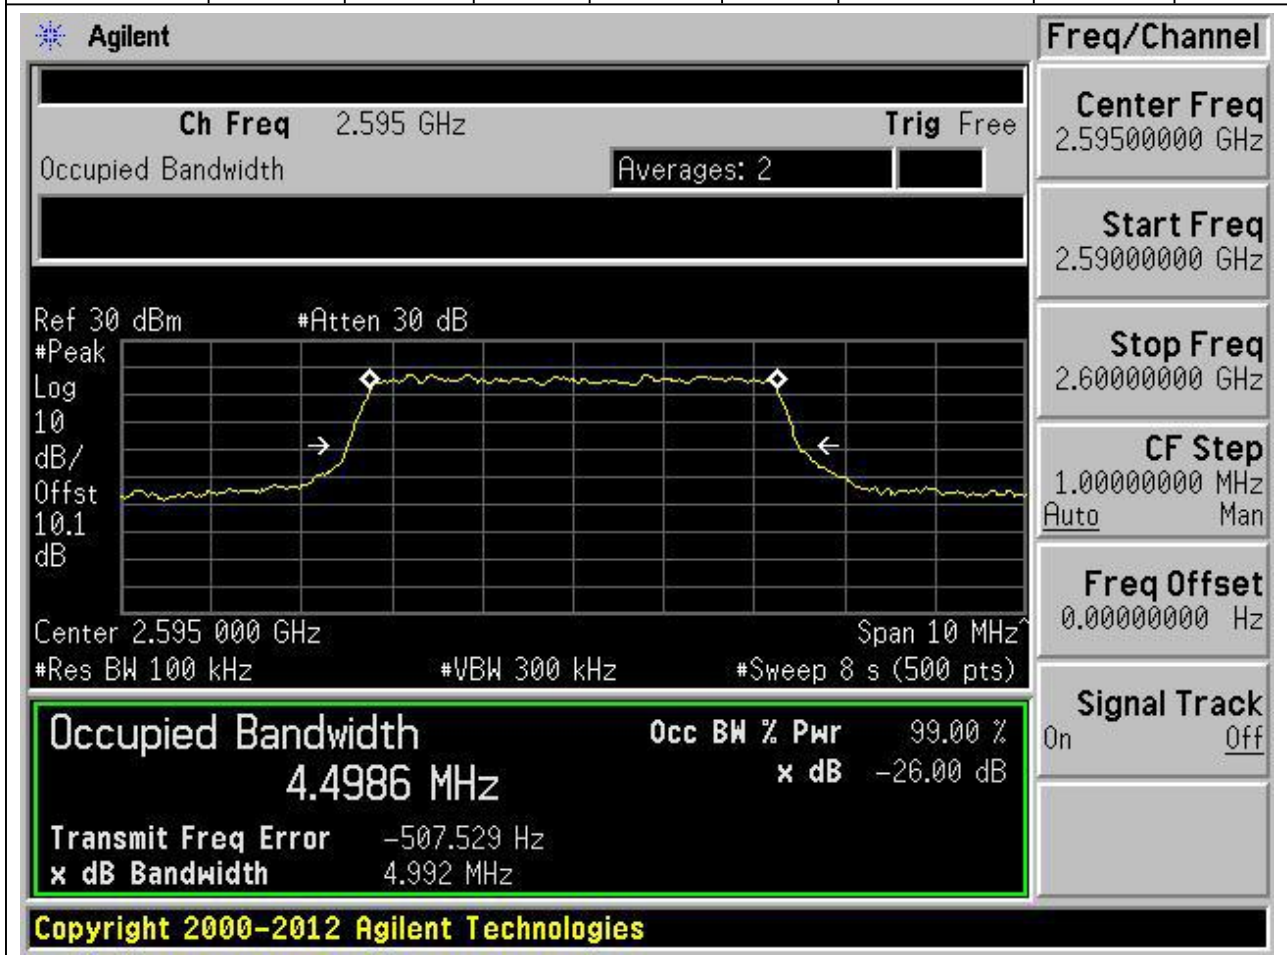 Agilent
Freq/Channel
Ch Freq 2.595 GHz Trig Free
Occupied Bandwidth Averages: 2
Center Freq
2.59500000 GHz
Start Freq
2.59000000 GHz
Stop Freq
2.60000000 GHz
CF Step
1.00000000 MHz
Auto Man
Freq Offset
0.00000000 Hz
Signal Track
On Off
Ref 30 dBm #Atten 30 dB
#Peak
Log
10
dB/
Offst
10.1
dB
Center 2.595 000 GHz Span 10 MHz^
#Res BW 100 kHz #VBW 300 kHz #Sweep 8 s (500 pts)
Occupied Bandwidth Occ BW % Pwr 99.00 %
4.4986 MHz x dB -26.00 dB
Transmit Freq Error -507.529 Hz
x dB Bandwidth 4.992 MHz
Copyright 2000-2012 Agilent Technologies